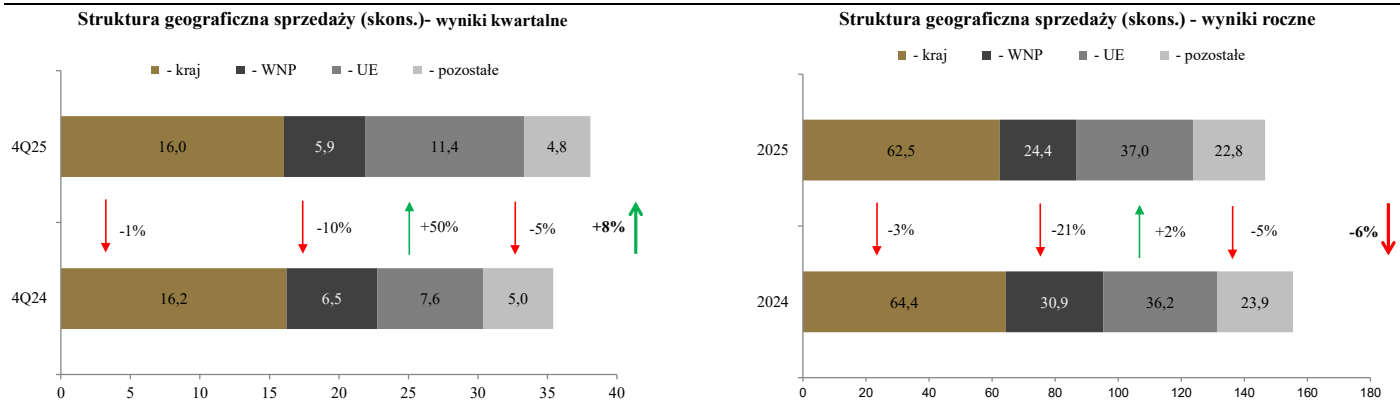 Struktura geograficzna sprzedaży (skons.)- wyniki kwartalne
- kraj - WNP - UE - pozostałe
4Q25
16,0 5,9 11,4 4,8
-1% -10% +50% -5% +8%
4Q24
16,2 6,5 7,6 5,0
0 5 10 15 20 25 30 35 40
Struktura geograficzna sprzedaży (skons.) - wyniki roczne
- kraj - WNP - UE - pozostałe
2025
62,5 24,4 37,0 22,8
-3% -21% +2% -5% -6%
2024
64,4 30,9 36,2 23,9
0 20 40 60 80 100 120 140 160 180